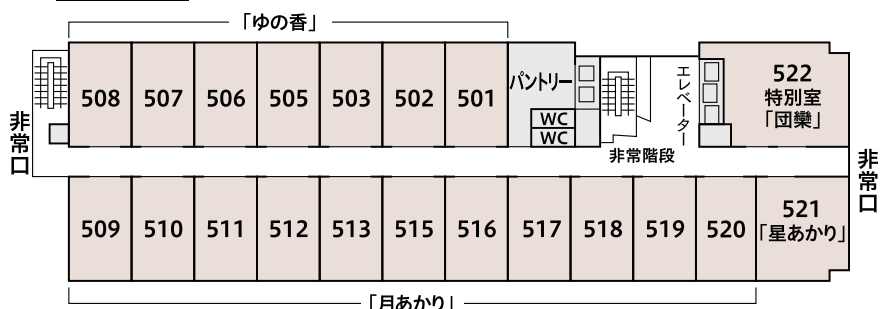 「ゆの香」
508
507
506
505
503
502
501
パントリー
WC
WC
非常階段
エレベーター
522
特別室
「団欒」
非常口
非常口
509
510
511
512
513
515
516
517
518
519
520
521
「星あかり」
「月あかり」